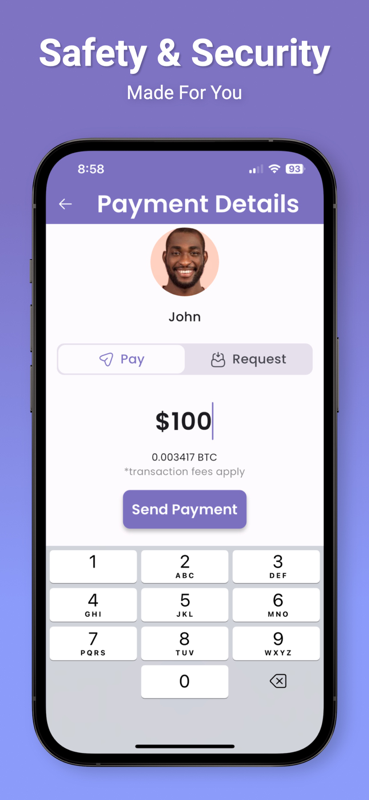 Safety & Security
Made For You
8:58
93
Payment Details
John
Pay
Request
$100
0.003417 BTC
*transaction fees apply
Send Payment
1
2
3
ABC
DEF
4
5
6
GHI
JKL
MNO
7
8
9
PQRS
TUV
WXYZ
0